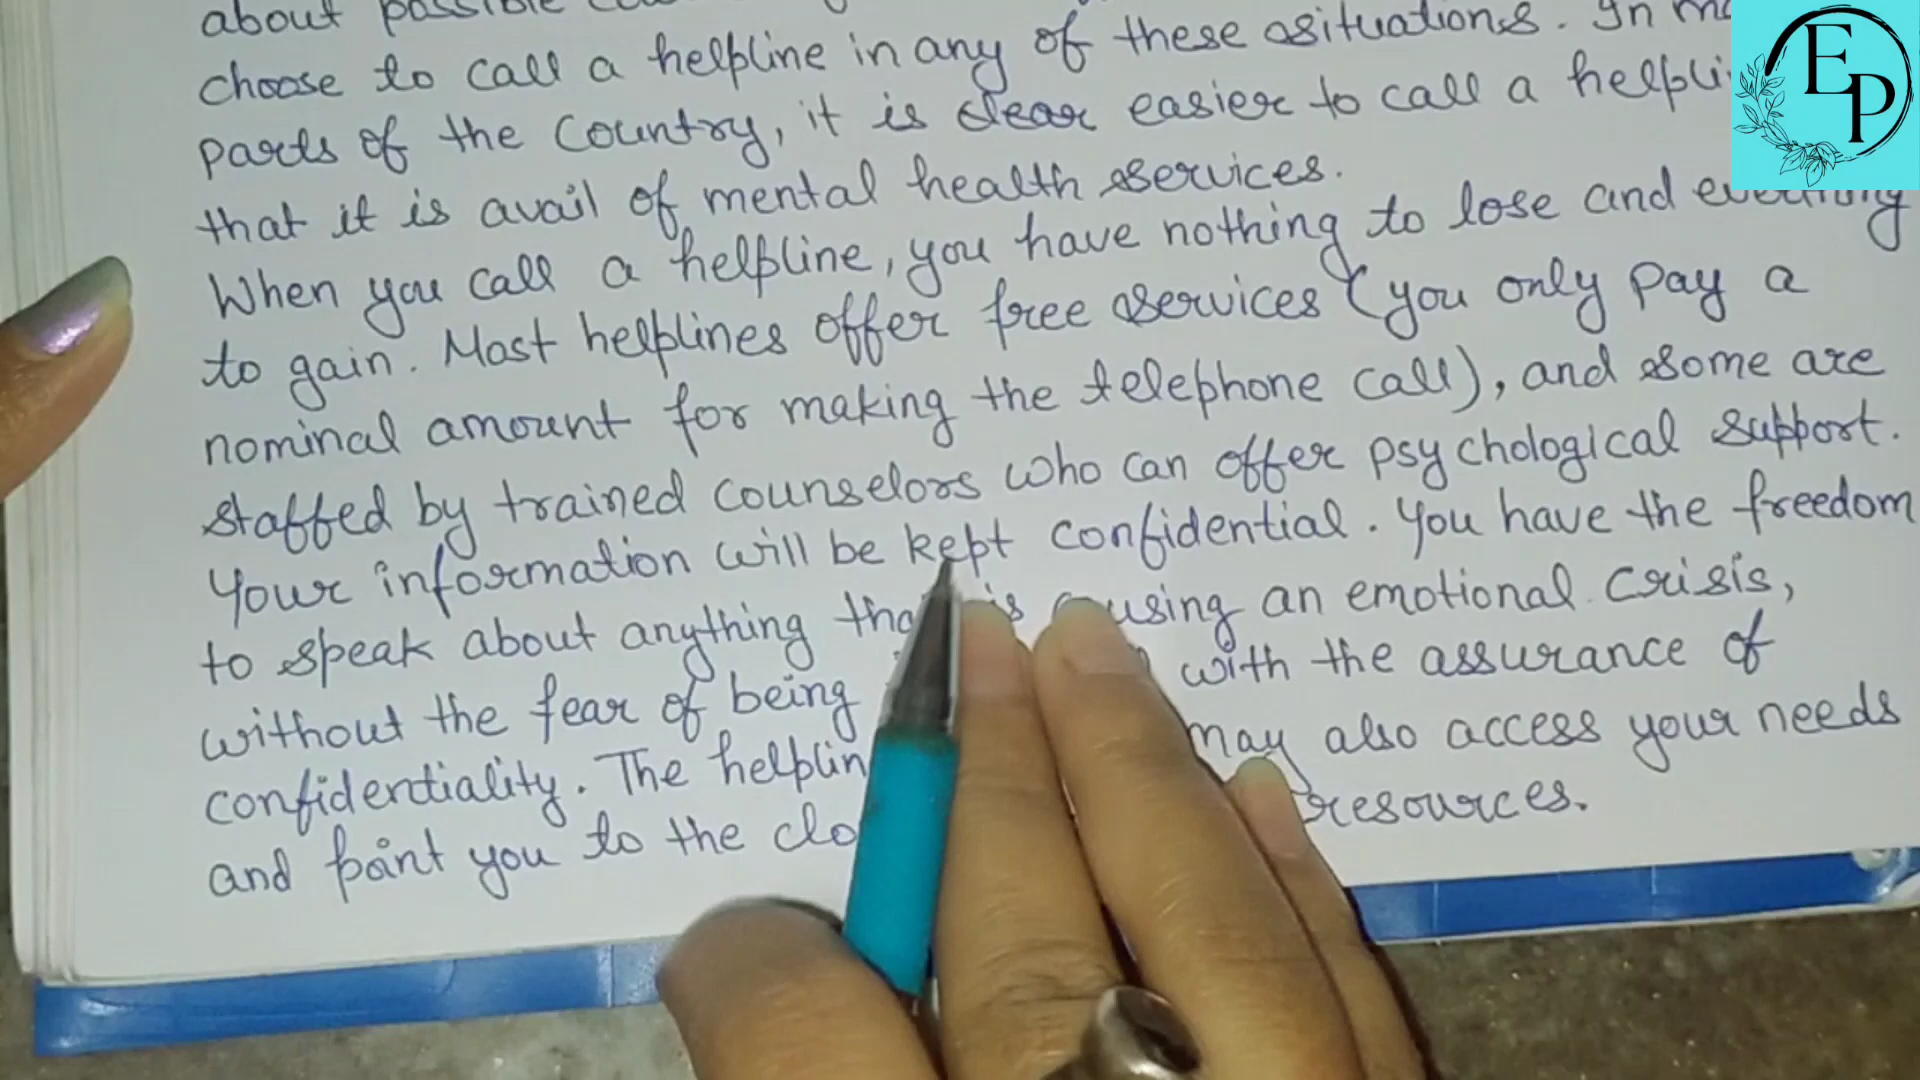 about possible
choose to call a helpline in any of these situations. In
parts of the country, it is clear easier to call a
that it is avail of mental health services.
When you call a helpline, you have nothing to lose and
to gain. Most helplines offer free services (you only pay a
nominal amount for making the telephone call), and some are
staffed by trained counselors who can offer psychological support.
Your information will be kept confidential. You have the freedom
to speak about anything is an emotional crisis,
without the fear of being with the assurance of
confidentiality. The may also access your needs
and point you to the resources.
EP